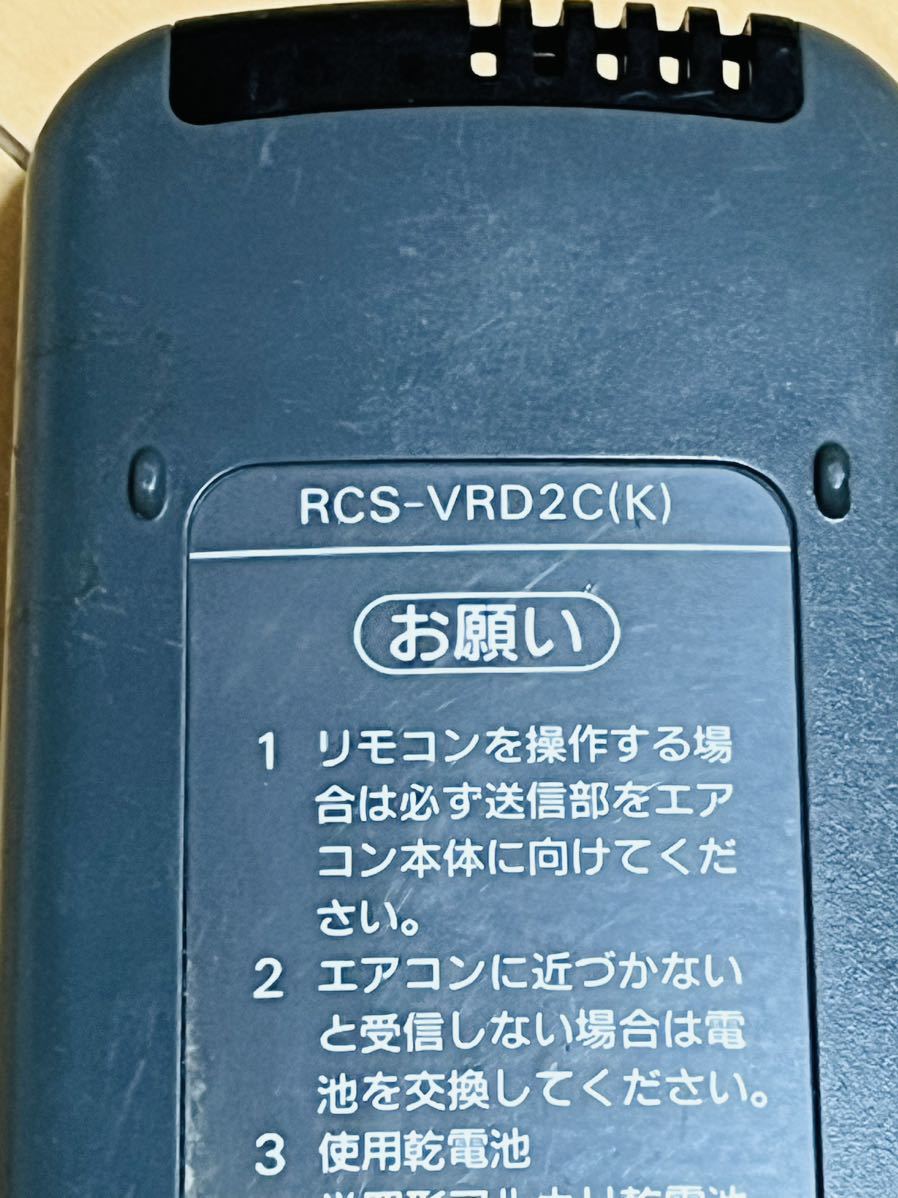 RCS-VRD2C(K)
お願い
1 リモコンを操作する場
合は必ず送信部をエア
コン本体に向けてくだ
さい。
2 エアコンに近づかない
と受信しない場合は電
池を交換してください。
3 使用乾電池